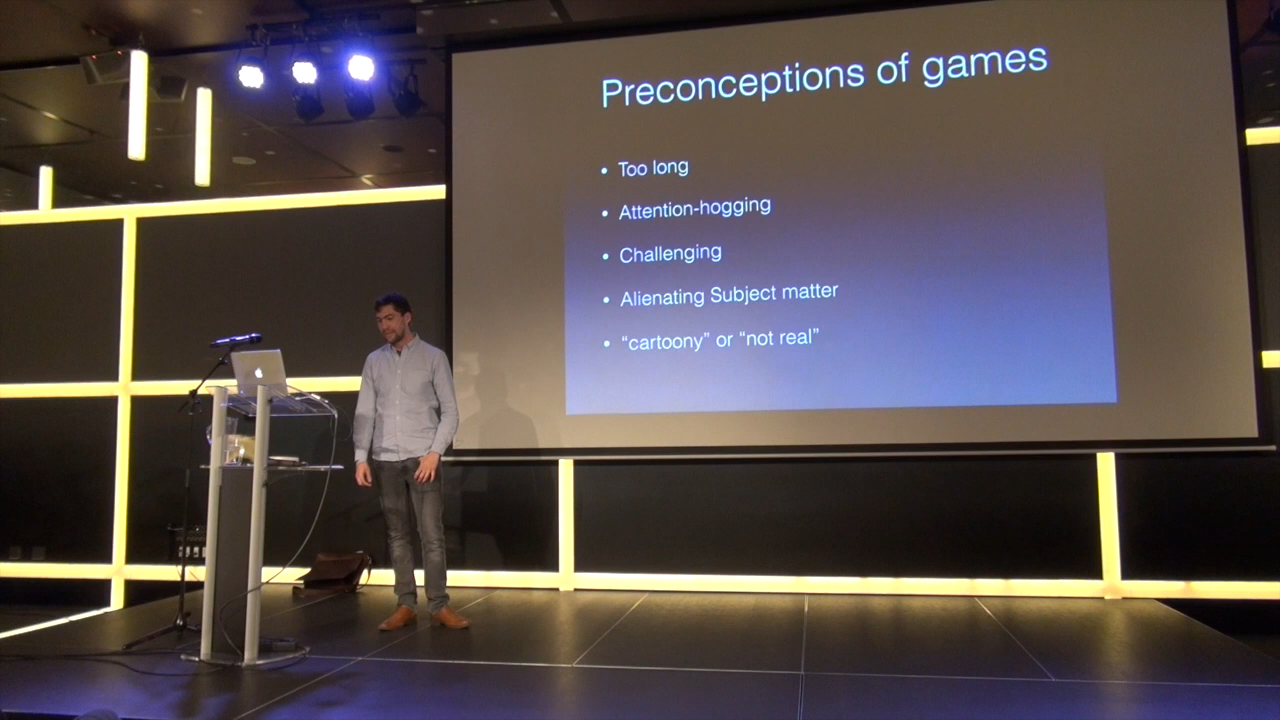 Preconceptions of games
• Too long
• Attention-hogging
• Challenging
• Alienating Subject matter
• “cartoony” or “not real”